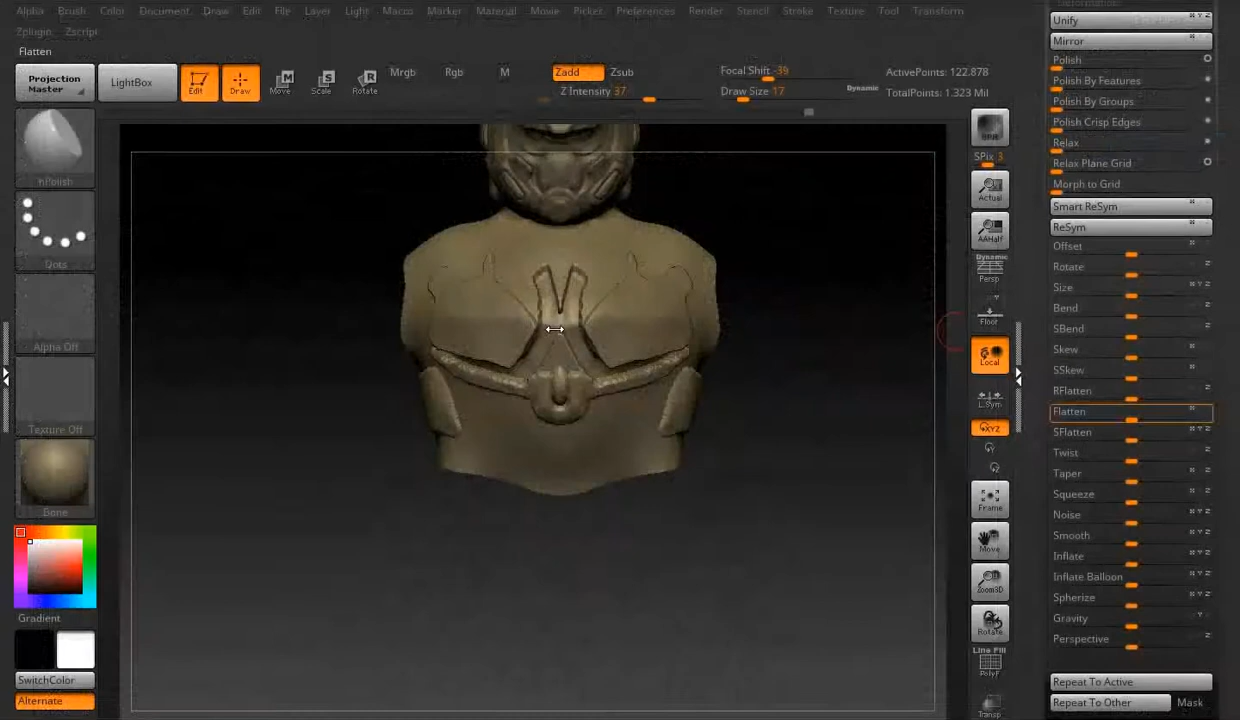 Alpha Brush Color Document Draw Edit File Layer Light Macro Marker Material Movie Picker Preferences Render Stencil Stroke Texture Tool Transform
Zplugin Zscript
Flatten
Projection Master
LightBox
Edit
Draw
Move
Scale
Rotate
Mrgb
Rgb
M
Zadd
Zsub
Z Intensity 37
Focal Shift -39
Draw Size 17
Dynamic
ActivePoints: 122,878
TotalPoints: 1.323 Mil
hPolish
Dots
Alpha Off
Texture Off
Bone
Gradient
SwitchColor
Alternate
SPix 3
Actual
AAHalf
Dynamic
Persp
Floor
Local
L.Sym
XYZ
Frame
Move
Zoom3D
Rotate
Line Fill
PolyF
Transp
Unify
Mirror
Polish
Polish By Features
Polish By Groups
Polish Crisp Edges
Relax
Relax Plane Grid
Morph to Grid
Smart ReSym
ReSym
Offset
Rotate
Size
Bend
SBend
Skew
SSkew
RFlatten
Flatten
SFlatten
Twist
Taper
Squeeze
Noise
Smooth
Inflate
Inflate Balloon
Spherize
Gravity
Perspective
Repeat To Active
Repeat To Other
Mask